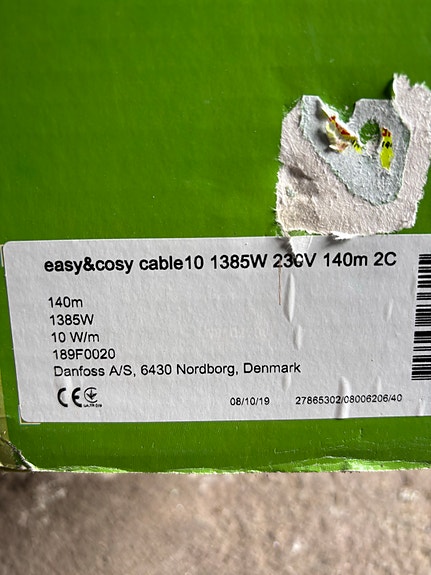 easy&cosy cable10 1385W 230V 140m 2C
140m
1385W
10 W/m
189F0020
Danfoss A/S, 6430 Nordborg, Denmark
CE
08/10/19 27865302/08006206/40